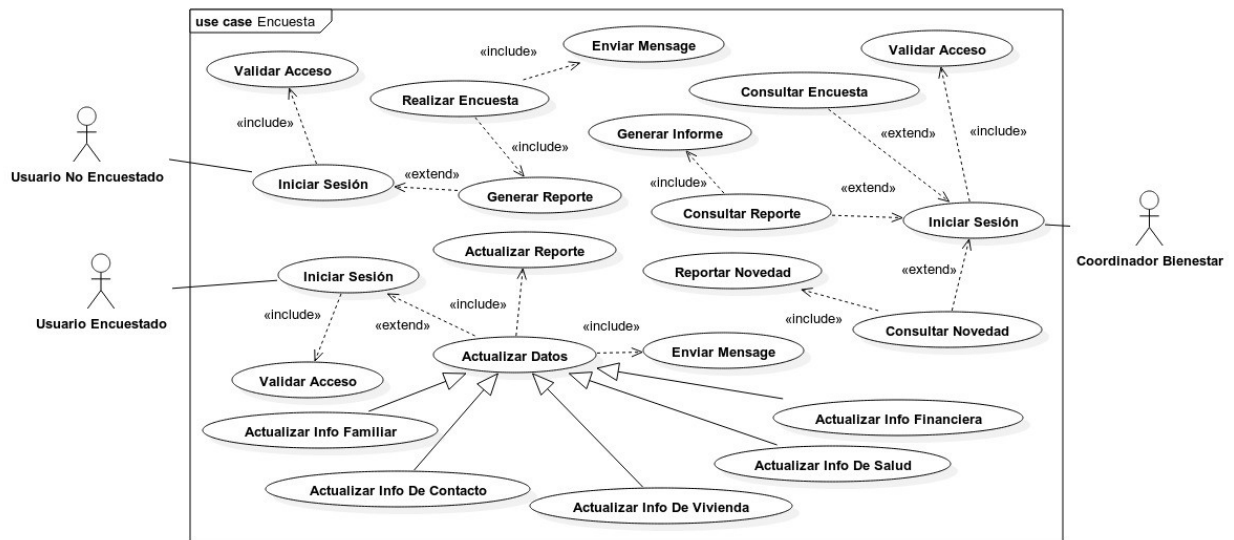 use case Encuesta
Enviar Mensage
Validar Acceso
«include»
Validar Acceso
Realizar Encuesta
Consultar Encuesta
«include»
«include»
Generar Informe
«extend»
«include»
Usuario No Encuestado
Iniciar Sesión
«extend»
Generar Reporte
«include»
Consultar Reporte
«extend»
Iniciar Sesión
Coordinador Bienestar
Actualizar Reporte
Iniciar Sesión
Reportar Novedad
«extend»
Usuario Encuestado
«include»
«extend»
«include»
«include»
Consultar Novedad
«include»
Actualizar Datos
Enviar Mensage
Validar Acceso
Actualizar Info Familiar
Actualizar Info Financiera
Actualizar Info De Salud
Actualizar Info De Contacto
Actualizar Info De Vivienda